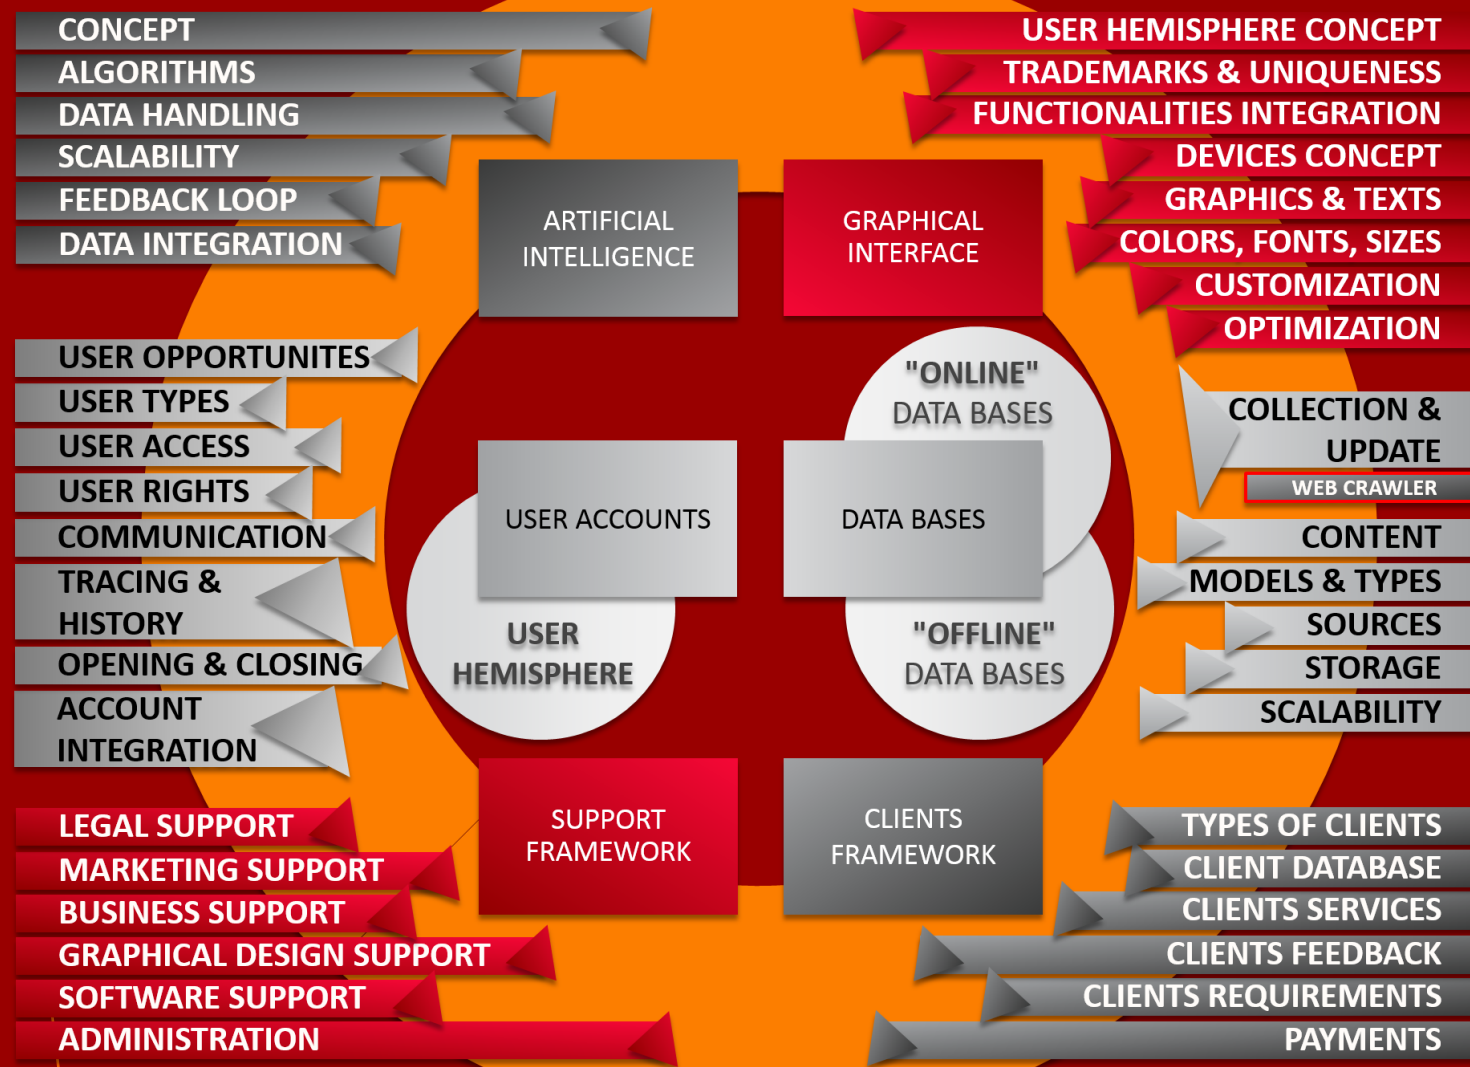 CONCEPT
ALGORITHMS
DATA HANDLING
SCALABILITY
FEEDBACK LOOP
DATA INTEGRATION
USER HEMISPHERE CONCEPT
TRADEMARKS & UNIQUENESS
FUNCTIONALITIES INTEGRATION
DEVICES CONCEPT
GRAPHICS & TEXTS
COLORS, FONTS, SIZES
CUSTOMIZATION
OPTIMIZATION
ARTIFICIAL
INTELLIGENCE
GRAPHICAL
INTERFACE
USER OPPORTUNITES
USER TYPES
USER ACCESS
USER RIGHTS
COMMUNICATION
TRACING &
HISTORY
OPENING & CLOSING
ACCOUNT
INTEGRATION
USER ACCOUNTS
USER
HEMISPHERE
"ONLINE"
DATA BASES
DATA BASES
"OFFLINE"
DATA BASES
COLLECTION &
UPDATE
WEB CRAWLER
CONTENT
MODELS & TYPES
SOURCES
STORAGE
SCALABILITY
SUPPORT
FRAMEWORK
CLIENTS
FRAMEWORK
LEGAL SUPPORT
MARKETING SUPPORT
BUSINESS SUPPORT
GRAPHICAL DESIGN SUPPORT
SOFTWARE SUPPORT
ADMINISTRATION
TYPES OF CLIENTS
CLIENT DATABASE
CLIENTS SERVICES
CLIENTS FEEDBACK
CLIENTS REQUIREMENTS
PAYMENTS